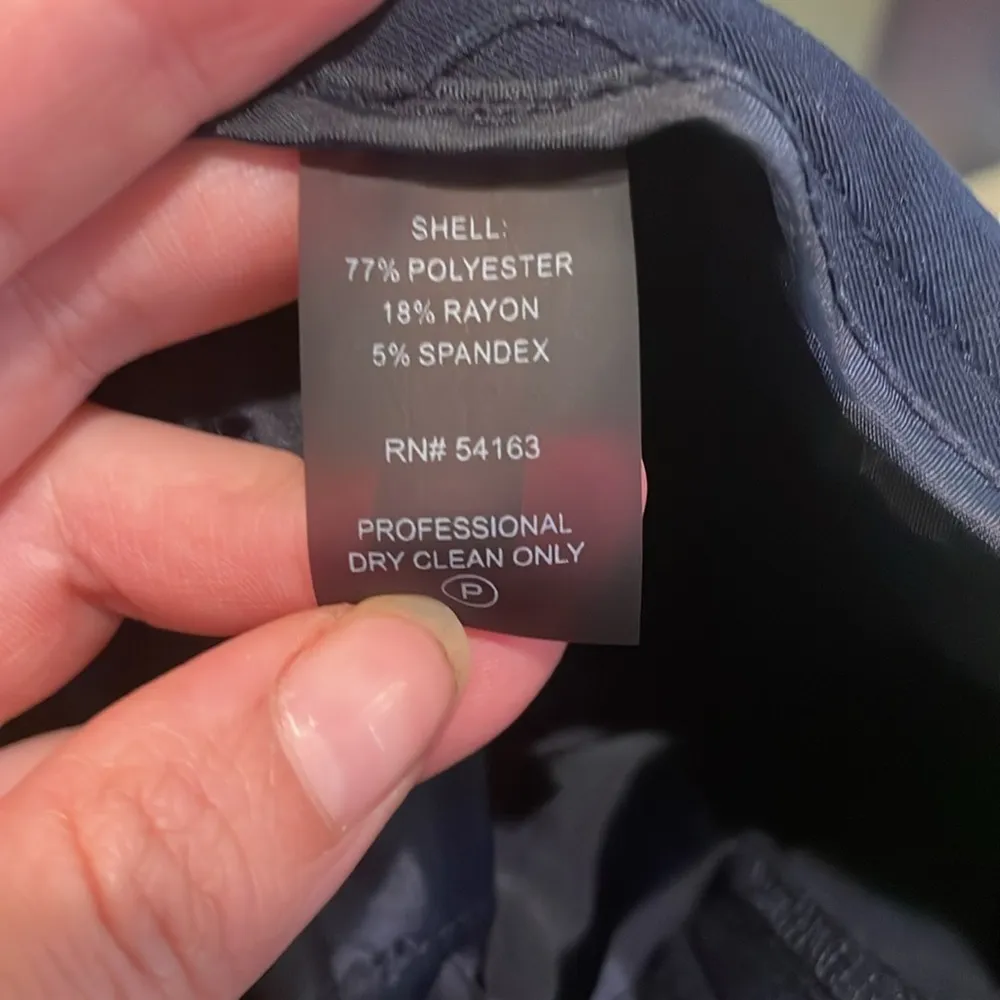 SHELL:
77% POLYESTER
18% RAYON
5% SPANDEX
RN# 54163
PROFESSIONAL
DRY CLEAN ONLY
P